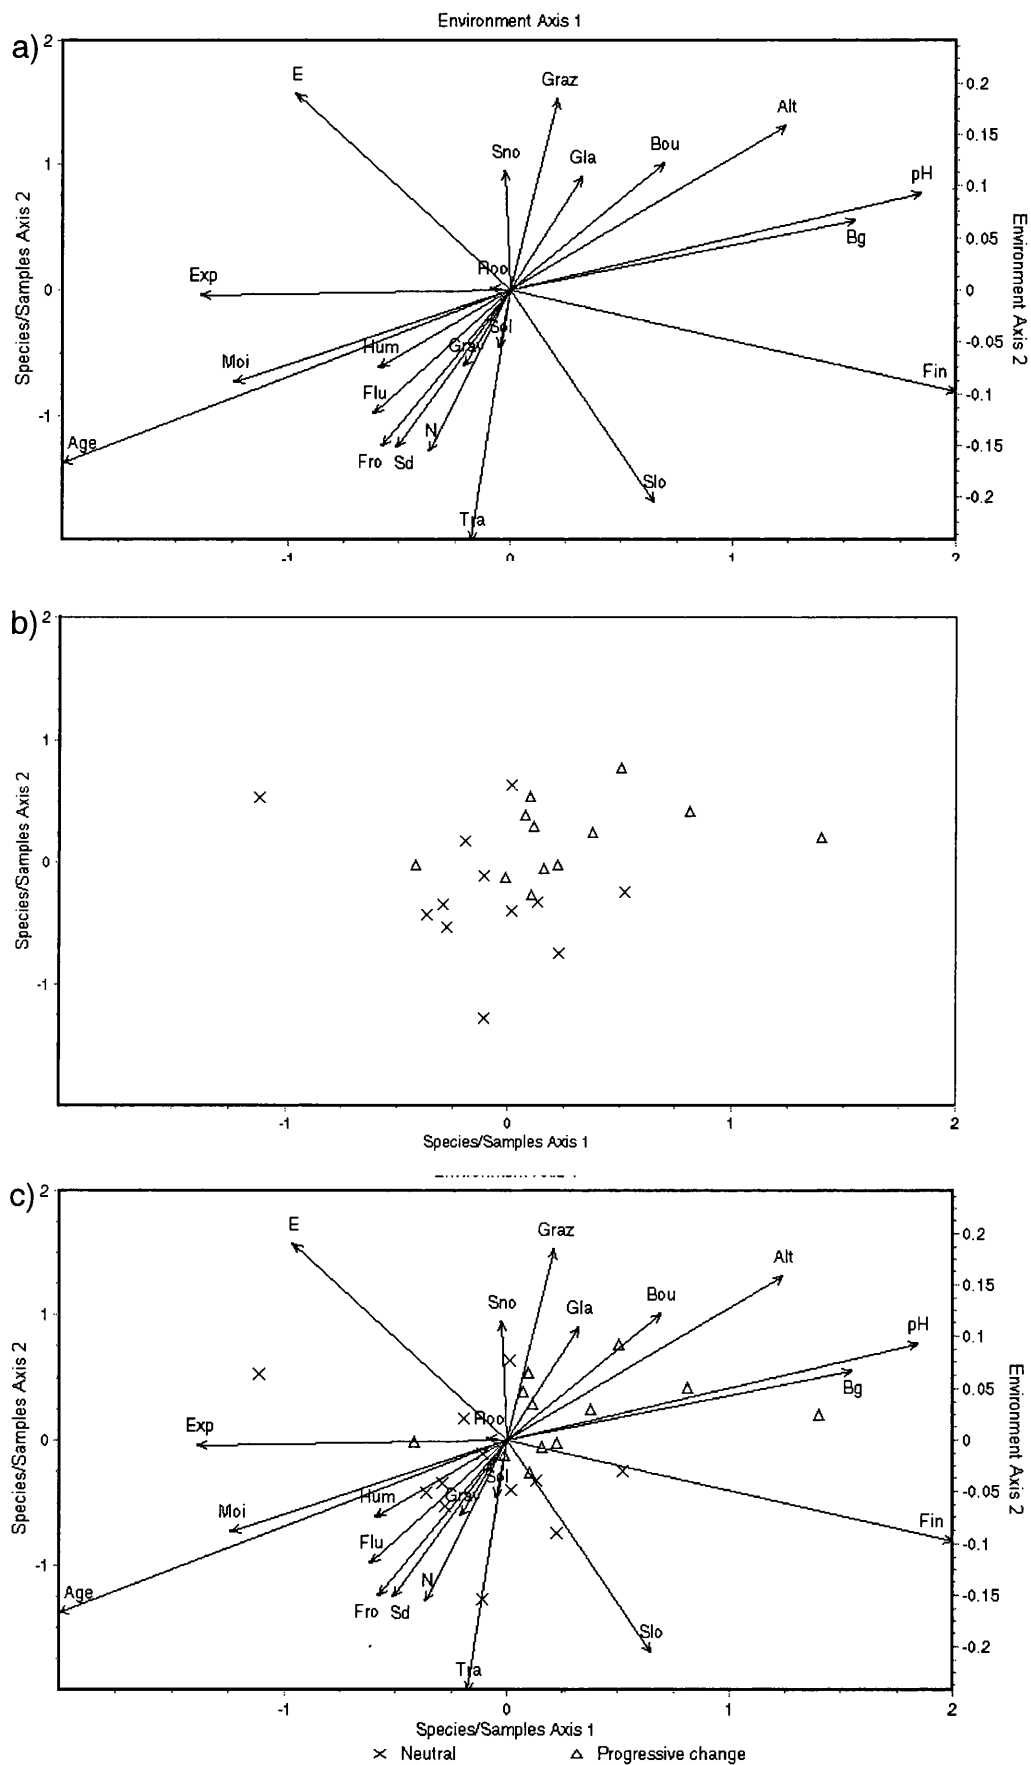 Environment Axis 1
a)
2
E
Graz
Alt
0.2
Sno
Gla
Bou
0.15
1
pH
0.1
Bg
0.05
Species/Samples Axis 2
Environment Axis 2
Exp
Roo
0
0
Sol
Hum
Grav
-0.05
Moi
Fin
Flu
-0.1
-1
Age
N
Fro
Sd
-0.15
Slo
-0.2
Tra
-1
0
1
2
b)
2
1
Species/Samples Axis 2
0
-1
-1
0
1
2
Species/Samples Axis 1
c)
2
E
Graz
0.2
Alt
0.15
Sno
Gla
Bou
1
pH
0.1
Bg
0.05
Species/Samples Axis 2
Environment Axis 2
Exp
Roo
0
0
Sol
Hum
Grav
-0.05
Moi
Fin
Flu
-0.1
-1
Age
N
Fro
Sd
-0.15
Slo
-0.2
Tra
-1
0
1
2
Species/Samples Axis 1
Neutral
Progressive change